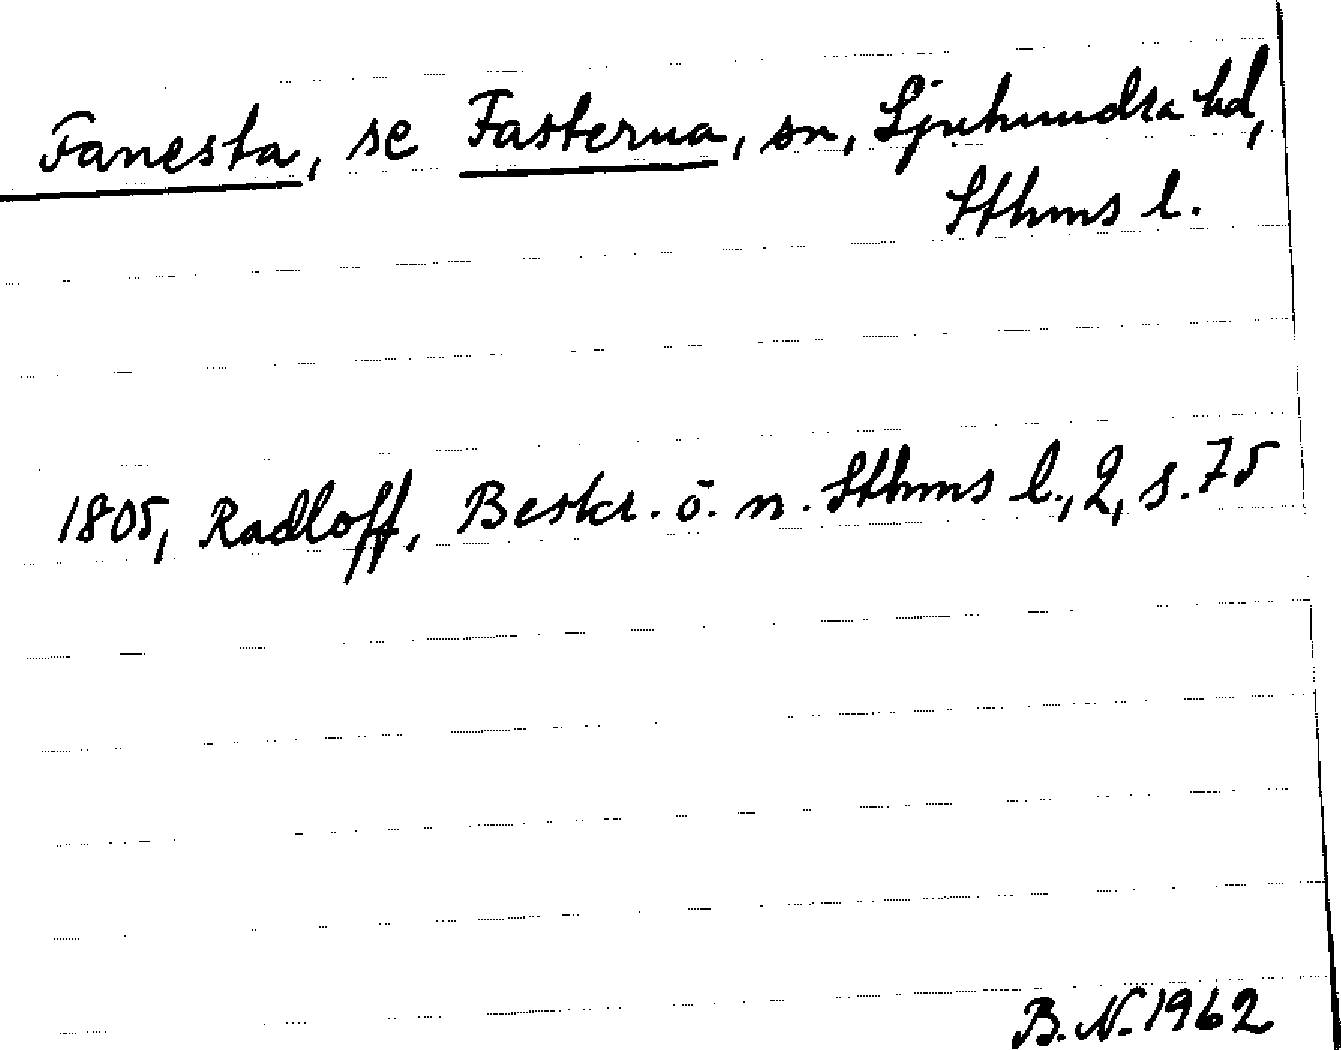 Fanesta, se Fasterna, sn, Sjuhundra hd,
Sthms l.
1805, Radloff, Beskr. ö. n. Sthms l., 2, s. 75
B. N. 1962